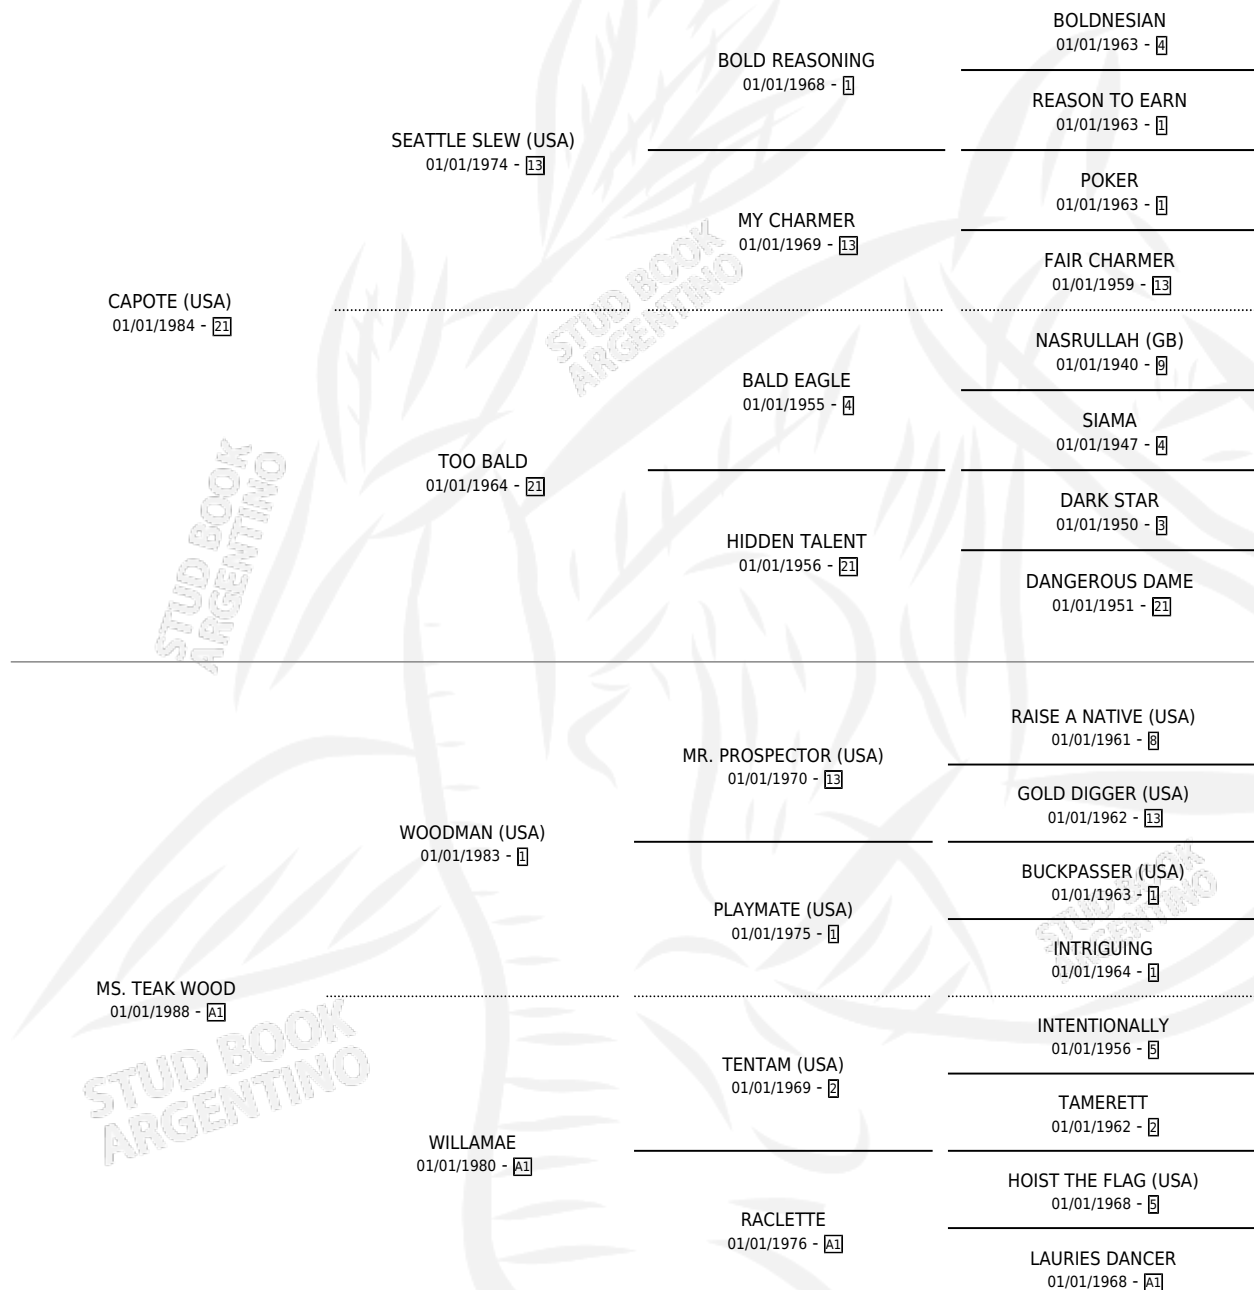 BOLDNESIAN
01/01/1963 - 4
BOLD REASONING
01/01/1968 - 1
REASON TO EARN
01/01/1963 - 1
SEATTLE SLEW (USA)
01/01/1974 - 13
POKER
01/01/1963 - 1
MY CHARMER
01/01/1969 - 13
FAIR CHARMER
01/01/1959 - 13
CAPOTE (USA)
01/01/1984 - 21
STUD BOOK
ARGENTINO
NASRULLAH (GB)
01/01/1940 - 9
BALD EAGLE
01/01/1955 - 4
SIAMA
01/01/1947 - 4
TOO BALD
01/01/1964 - 21
DARK STAR
01/01/1950 - 3
HIDDEN TALENT
01/01/1956 - 21
DANGEROUS DAME
01/01/1951 - 21
STUD BOOK
ARGENTINO
RAISE A NATIVE (USA)
01/01/1961 - 8
MR. PROSPECTOR (USA)
01/01/1970 - 13
GOLD DIGGER (USA)
01/01/1962 - 13
WOODMAN (USA)
01/01/1983 - 1
BUCKPASSER (USA)
01/01/1963 - 1
PLAYMATE (USA)
01/01/1975 - 1
STUD BOOK
ARGENTINO
INTRIGUING
01/01/1964 - 1
MS. TEAK WOOD
01/01/1988 - A1
STUD BOOK
ARGENTINO
INTENTIONALLY
01/01/1956 - 5
TENTAM (USA)
01/01/1969 - 2
TAMERETT
01/01/1962 - 2
WILLAMAE
01/01/1980 - A1
HOIST THE FLAG (USA)
01/01/1968 - 5
RACLETTE
01/01/1976 - A1
LAURIES DANCER
01/01/1968 - A1